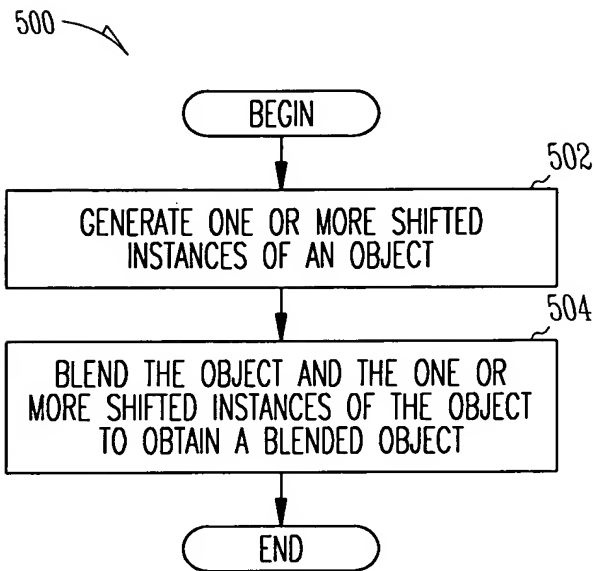 500
BEGIN
502
GENERATE ONE OR MORE SHIFTED
INSTANCES OF AN OBJECT
504
BLEND THE OBJECT AND THE ONE OR
MORE SHIFTED INSTANCES OF THE OBJECT
TO OBTAIN A BLENDED OBJECT
END